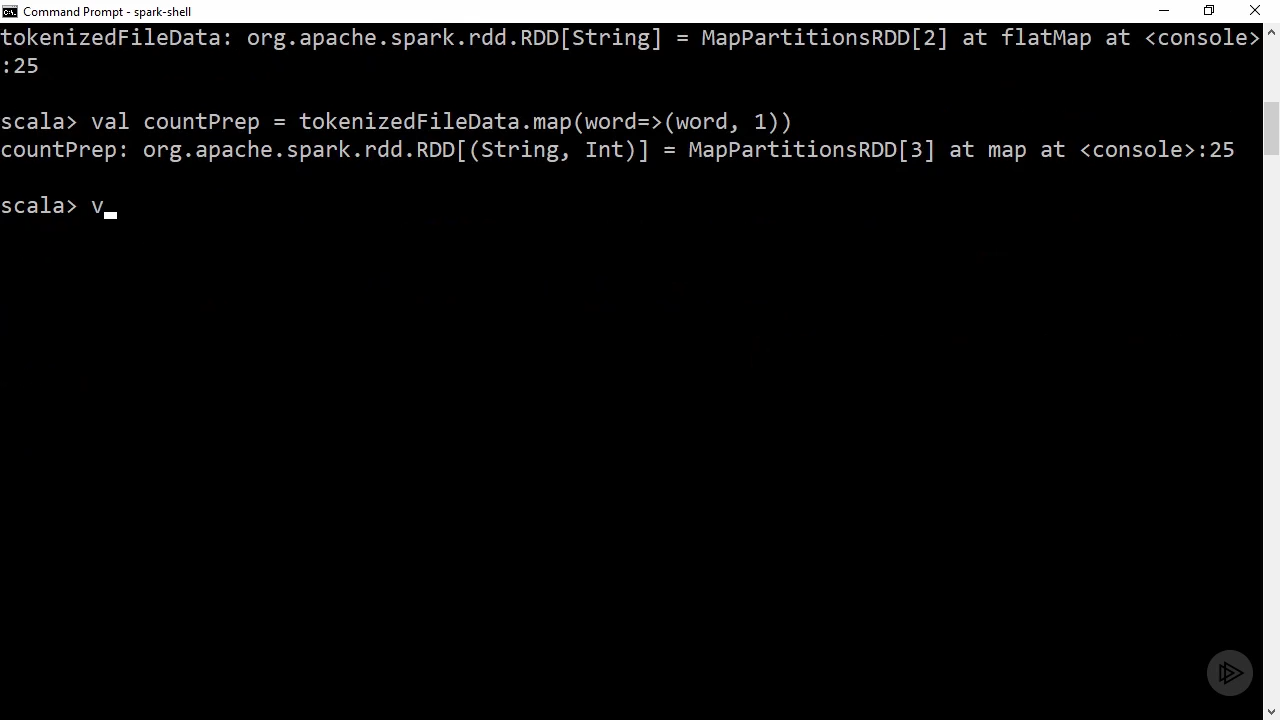 Command Prompt - spark-shell
tokenizedFileData: org.apache.spark.rdd.RDD[String] = MapPartitionsRDD[2] at flatMap at <console>
:25
scala> val countPrep = tokenizedFileData.map(word=>(word, 1))
countPrep: org.apache.spark.rdd.RDD[(String, Int)] = MapPartitionsRDD[3] at map at <console>:25
scala> v